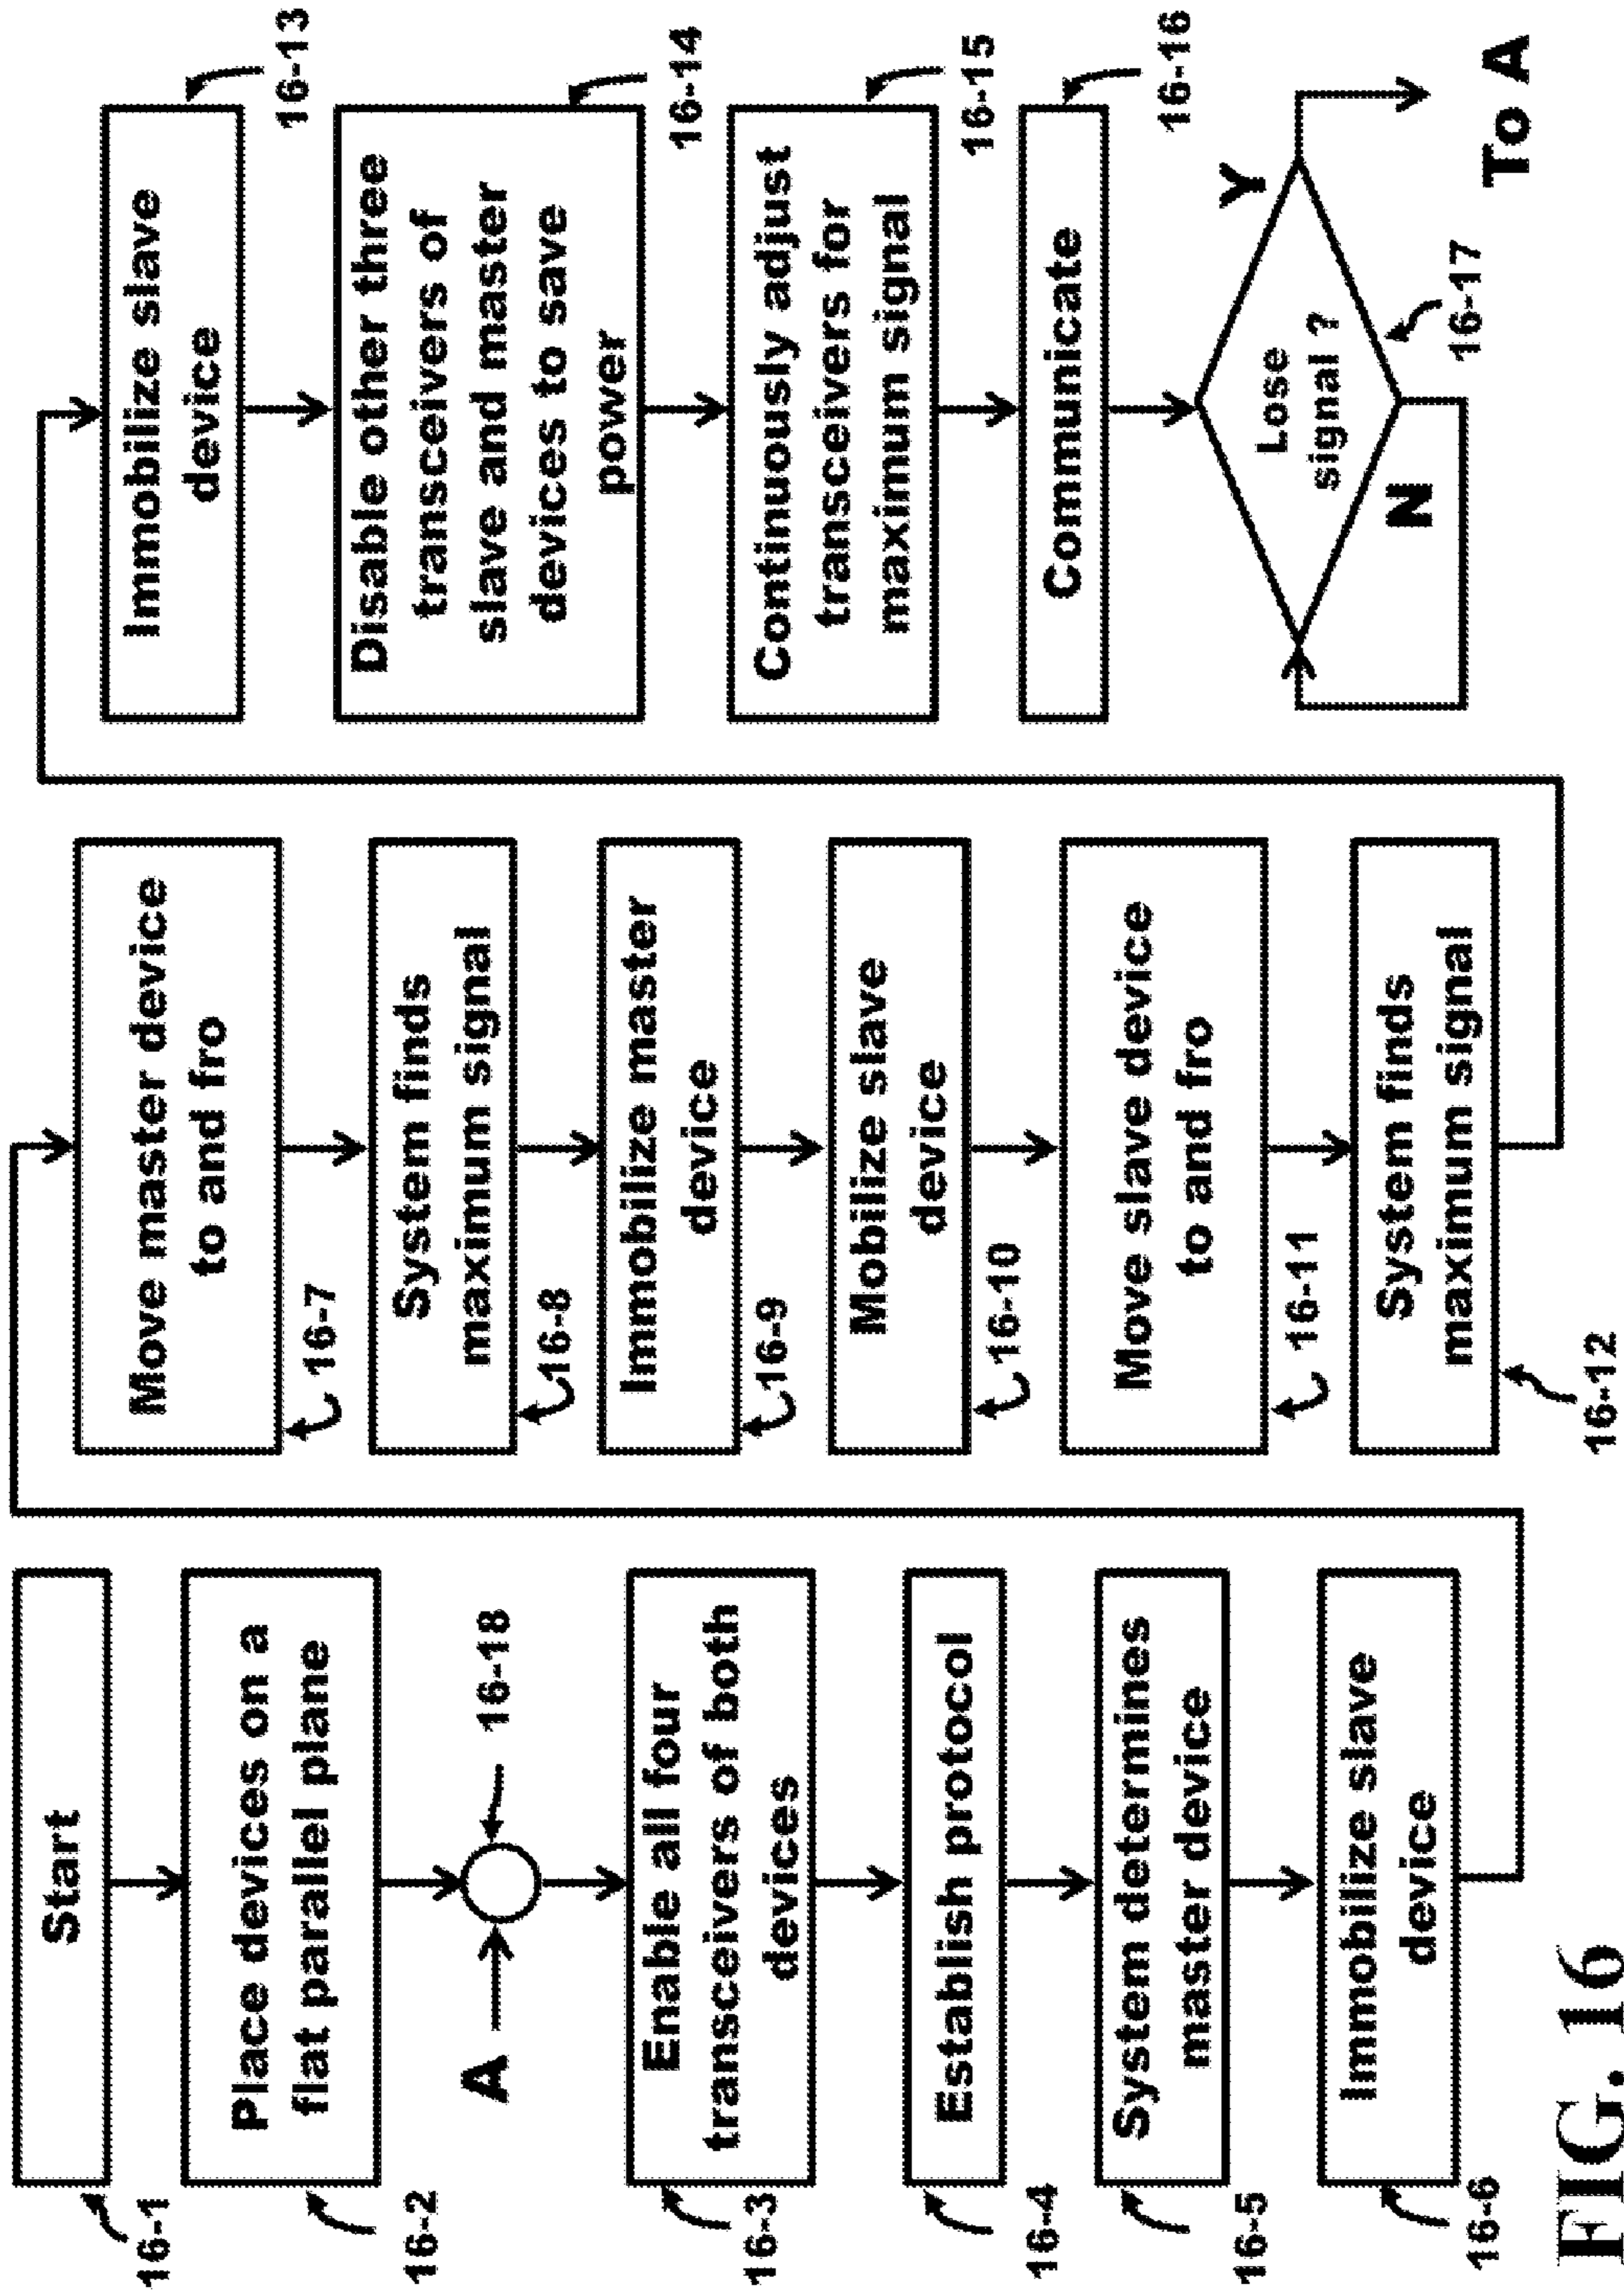 Start
16-1
Place devices on a
flat parallel plane
16-2
A
16-18
Enable all four
transceivers of both
devices
16-3
Establish protocol
16-4
System determines
master device
16-5
Immobilize slave
device
16-6
Move master device
to and fro
16-7
System finds
maximum signal
16-8
Immobilize master
device
16-9
Mobilize slave
device
16-10
Move slave device
to and fro
16-11
System finds
maximum signal
16-12
Immobilize slave
device
16-13
Disable other three
transceivers of
slave and master
devices to save
power
16-14
Continuously adjust
transceivers for
maximum signal
16-15
Communicate
16-16
Lose
signal ?
Y
N
16-17
To A
FIG. 16